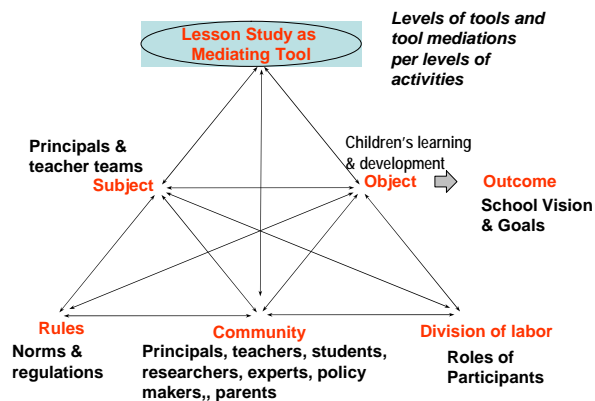 Lesson Study as
Mediating Tool
Levels of tools and
tool mediations
per levels of
activities
Principals &
teacher teams
Subject
Children's learning
& development
Object
Outcome
School Vision
& Goals
Rules
Norms &
regulations
Community
Principals, teachers, students,
researchers, experts, policy
makers,, parents
Division of labor
Roles of
Participants